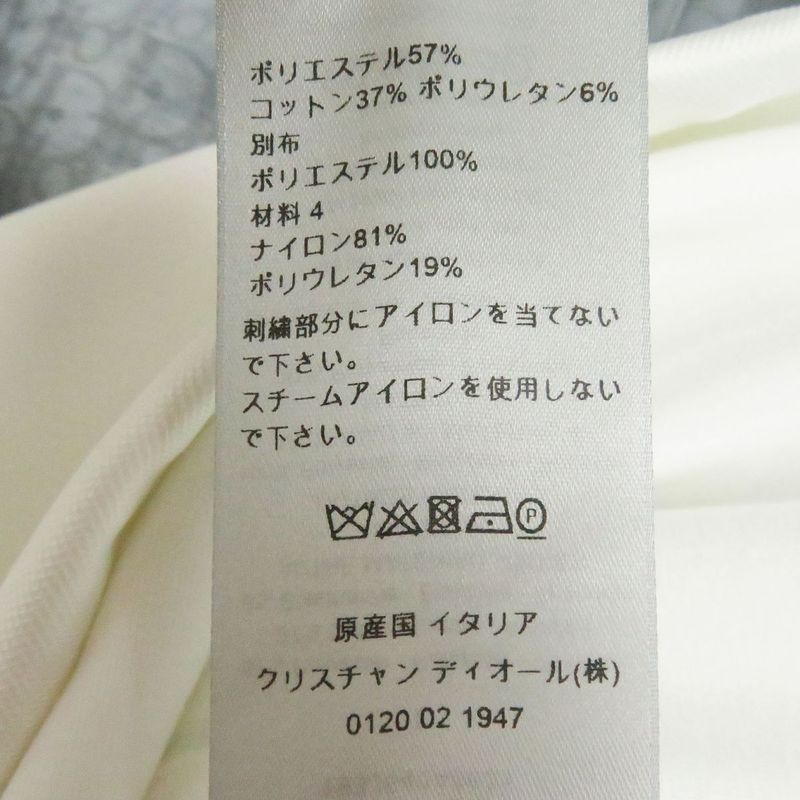 ポリエステル57%
コットン37% ポリウレタン6%
別布
ポリエステル100%
材料 4
ナイロン81%
ポリウレタン19%
刺繍部分にアイロンを当てない
で下さい。
スチームアイロンを使用しない
で下さい。
P
原産国 イタリア
クリスチャン ディオール(株)
0120 02 1947